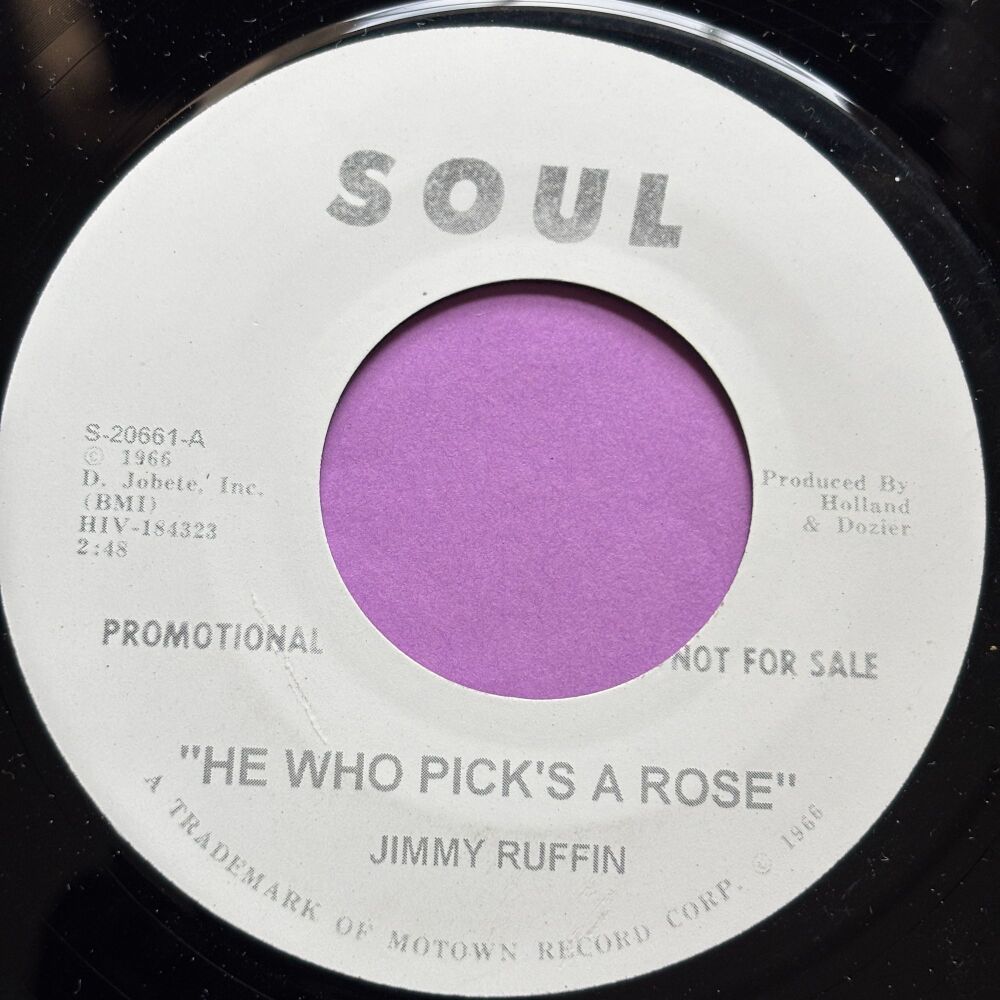 SOUL
S-20661-A
© 1966
D. Jobete,' Inc.
(BMI)
HIV-184323
2:48
Produced By
Holland
& Dozier
PROMOTIONAL
NOT FOR SALE
"HE WHO PICK'S A ROSE"
JIMMY RUFFIN
A TRADEMARK OF MOTOWN RECORD CORP. © 1966